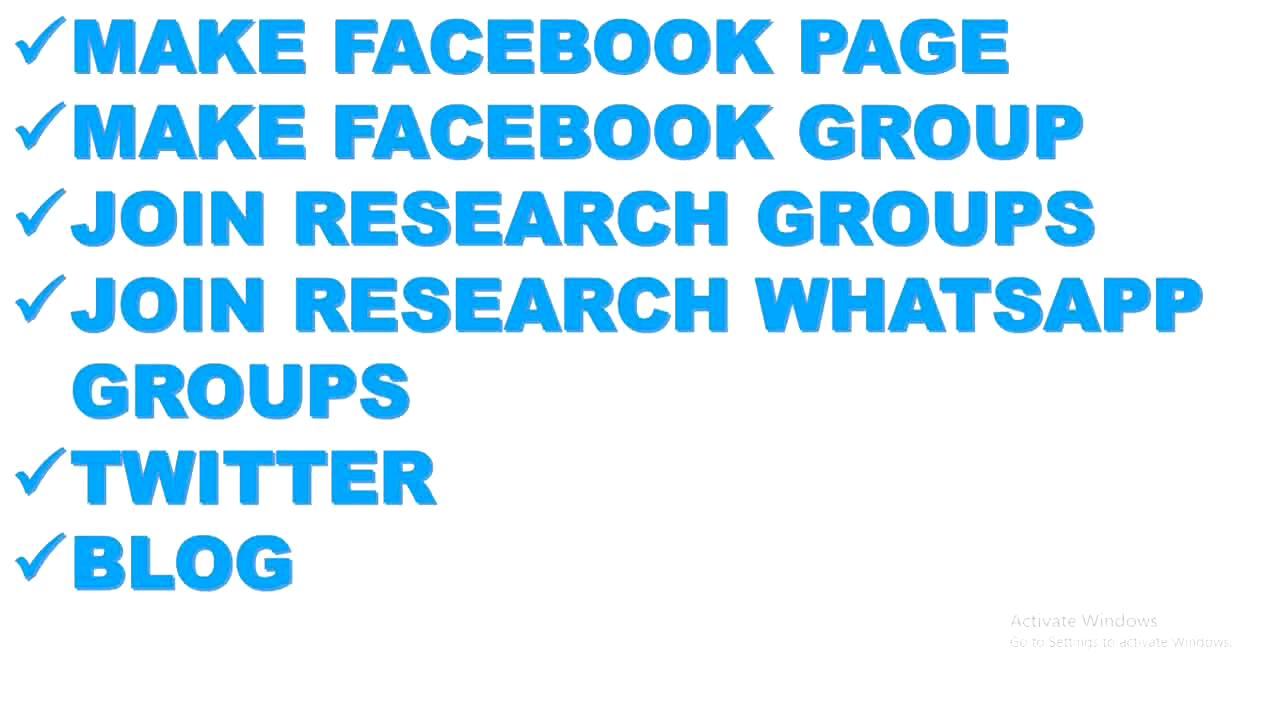 ✓MAKE FACEBOOK PAGE
✓MAKE FACEBOOK GROUP
✓JOIN RESEARCH GROUPS
✓JOIN RESEARCH WHATSAPP
GROUPS
✓TWITTER
✓BLOG
Activate Windows
Go to Settings to activate Windows.